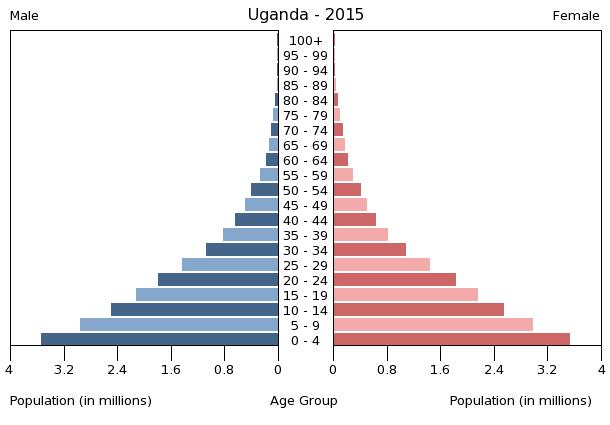 Uganda - 2015
Male
Female
100+
95 - 99
90 - 94
85 - 89
80 - 84
75 - 79
70 - 74
65 - 69
60 - 64
55 - 59
50 - 54
45 - 49
40 - 44
35 - 39
30 - 34
25 - 29
20 - 24
15 - 19
10 - 14
5 - 9
0 - 4
4 3.2 2.4 1.6 0.8 0 0 0.8 1.6 2.4 3.2 4
Population (in millions) Age Group Population (in millions)